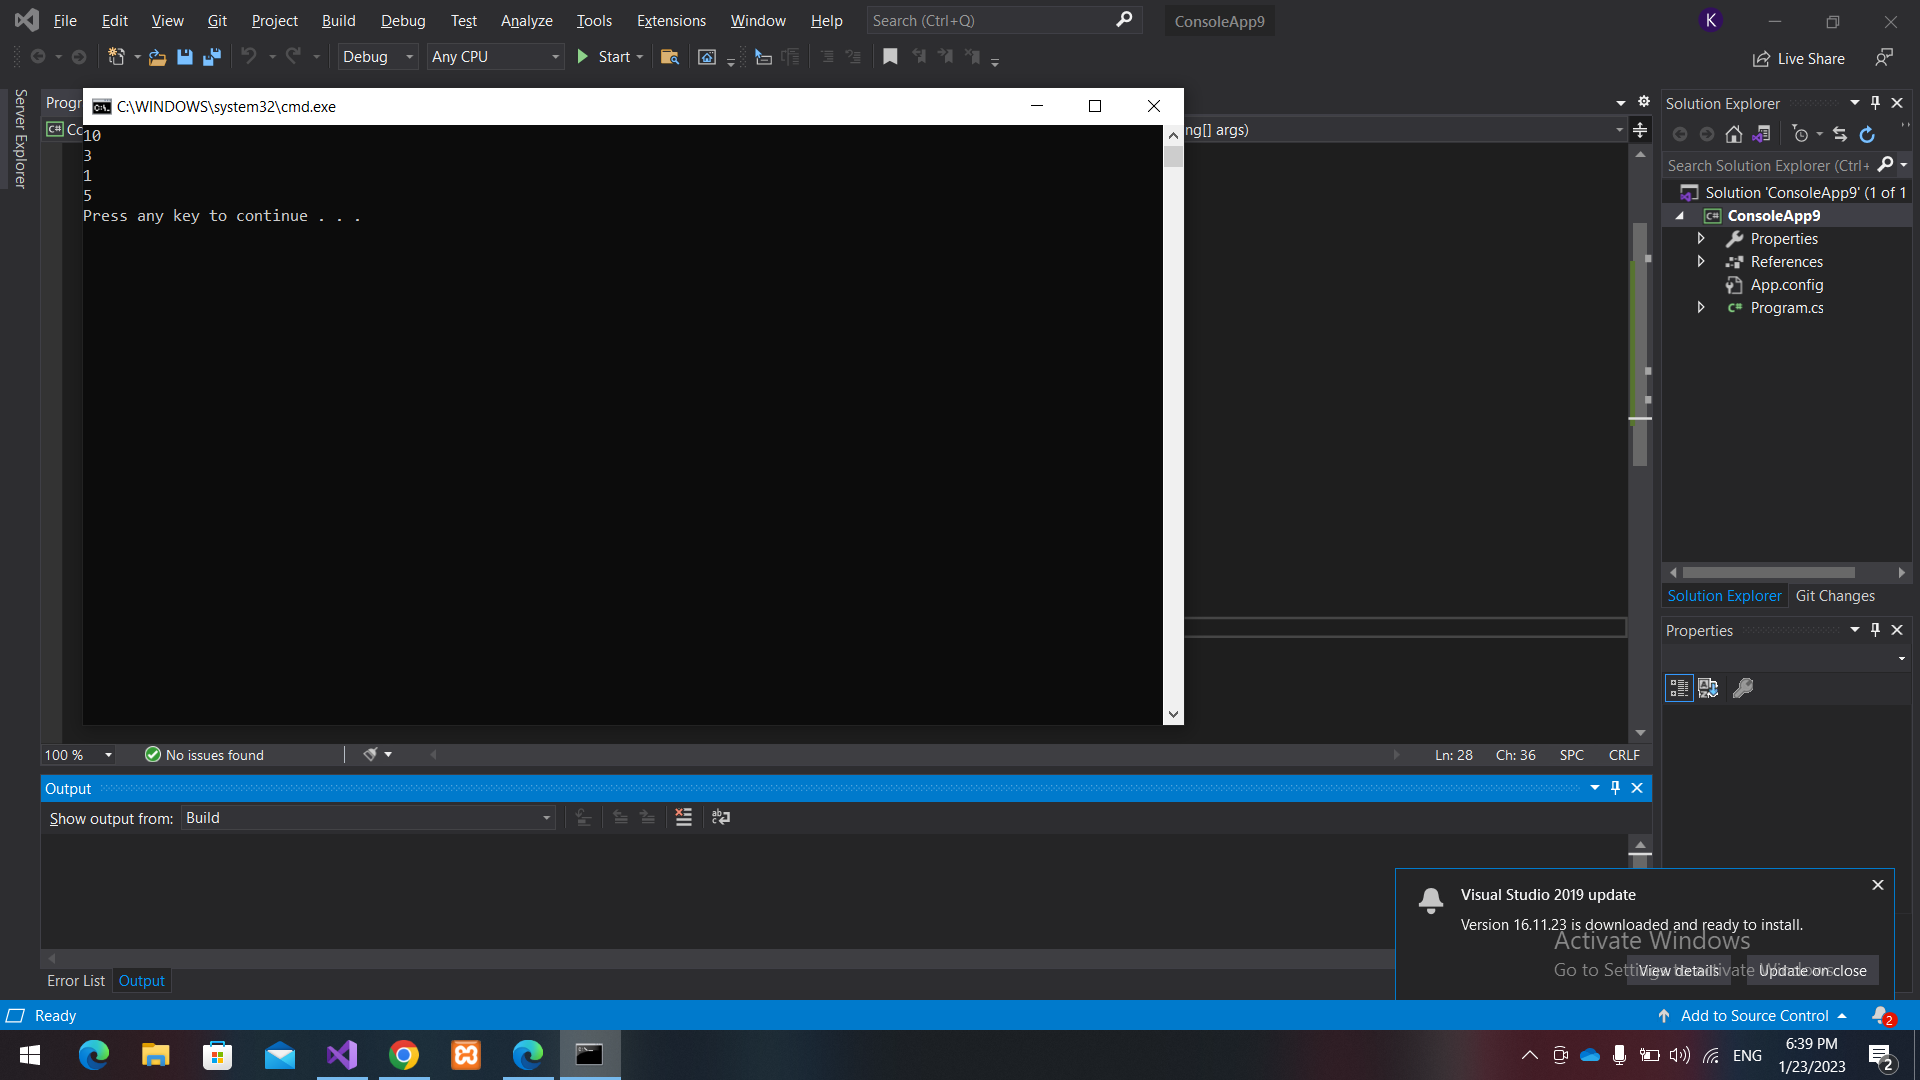 File Edit View Git Project Build Debug Test Analyze Tools Extensions Window Help Search (Ctrl+Q) ConsoleApp9 K
Debug Any CPU Start Live Share
Server Explorer
Progr
C:\WINDOWS\system32\cmd.exe
C# Co
ng[] args)
10
3
1
5
Press any key to continue . . .
Solution Explorer
Search Solution Explorer (Ctrl+
Solution 'ConsoleApp9' (1 of 1
ConsoleApp9
Properties
References
App.config
C# Program.cs
Solution Explorer Git Changes
Properties
100 % No issues found Ln: 28 Ch: 36 SPC CRLF
Output
Show output from: Build
Error List Output
Visual Studio 2019 update
Version 16.11.23 is downloaded and ready to install.
Activate Windows
Go to Settings to activate Windows.
View details Update on close
Ready Add to Source Control 2
ENG 6:39 PM
1/23/2023 2